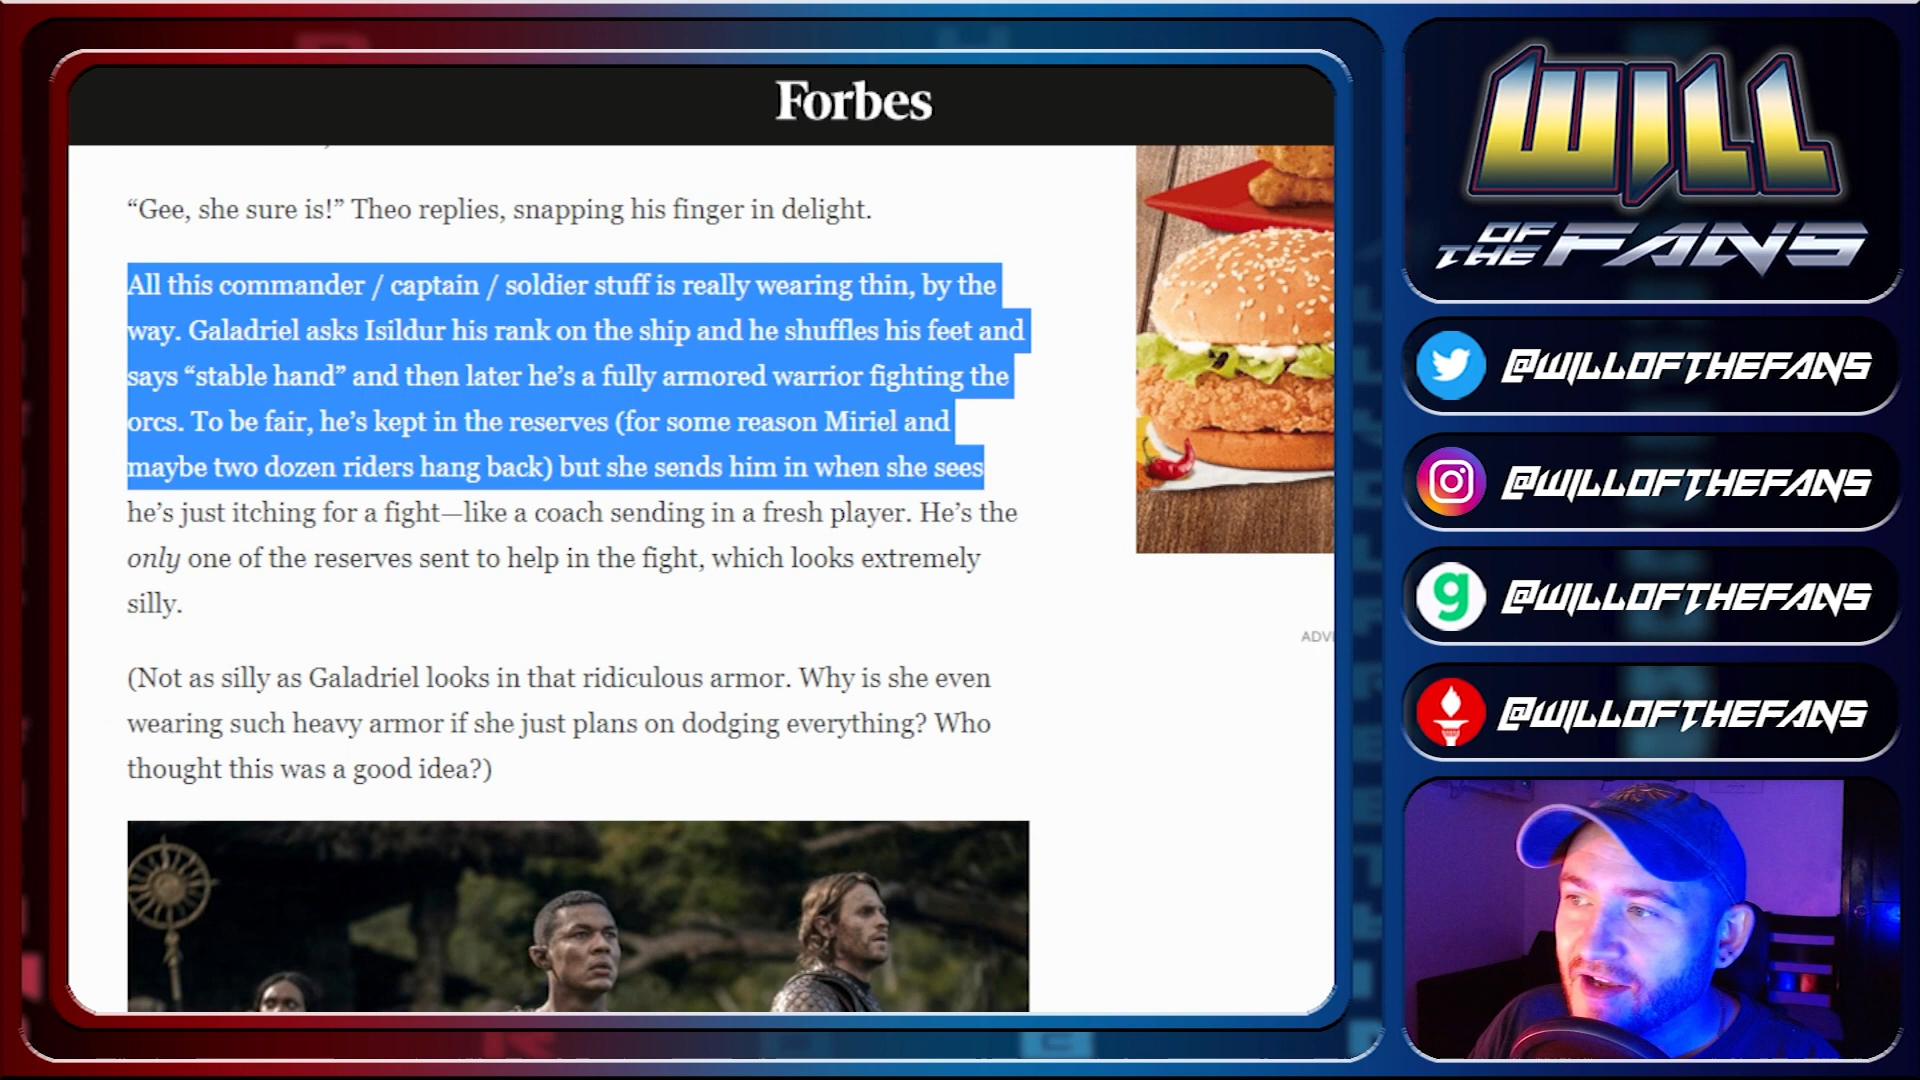 Forbes
“Gee, she sure is!” Theo replies, snapping his finger in delight.
All this commander / captain / soldier stuff is really wearing thin, by the
way. Galadriel asks Isildur his rank on the ship and he shuffles his feet and
says “stable hand” and then later he’s a fully armored warrior fighting the
orcs. To be fair, he’s kept in the reserves (for some reason Miriel and
maybe two dozen riders hang back) but she sends him in when she sees
he’s just itching for a fight—like a coach sending in a fresh player. He’s the
only one of the reserves sent to help in the fight, which looks extremely
silly.
(Not as silly as Galadriel looks in that ridiculous armor. Why is she even
wearing such heavy armor if she just plans on dodging everything? Who
thought this was a good idea?)
ADV
WILL
OF
THE FANS
@WILLOFTHEFANS
@WILLOFTHEFANS
g
@WILLOFTHEFANS
@WILLOFTHEFANS